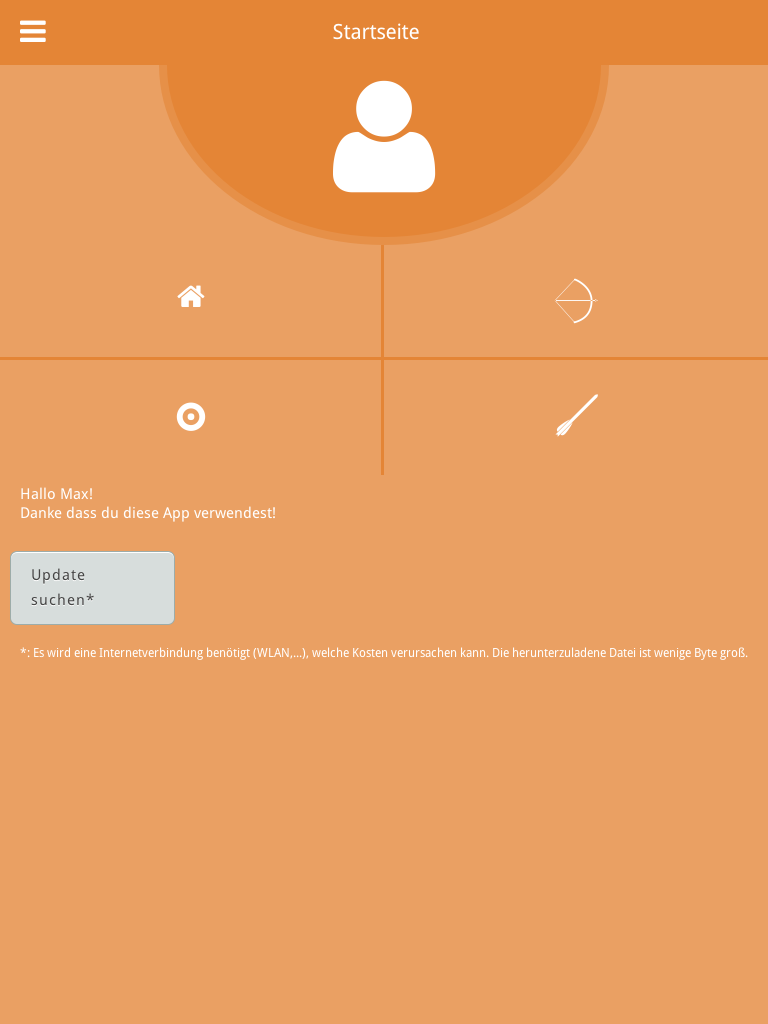 Startseite
Hallo Max!
Danke dass du diese App verwendest!
Update
suchen*
*: Es wird eine Internetverbindung benötigt (WLAN,...), welche Kosten verursachen kann. Die herunterzuladene Datei ist wenige Byte groß.